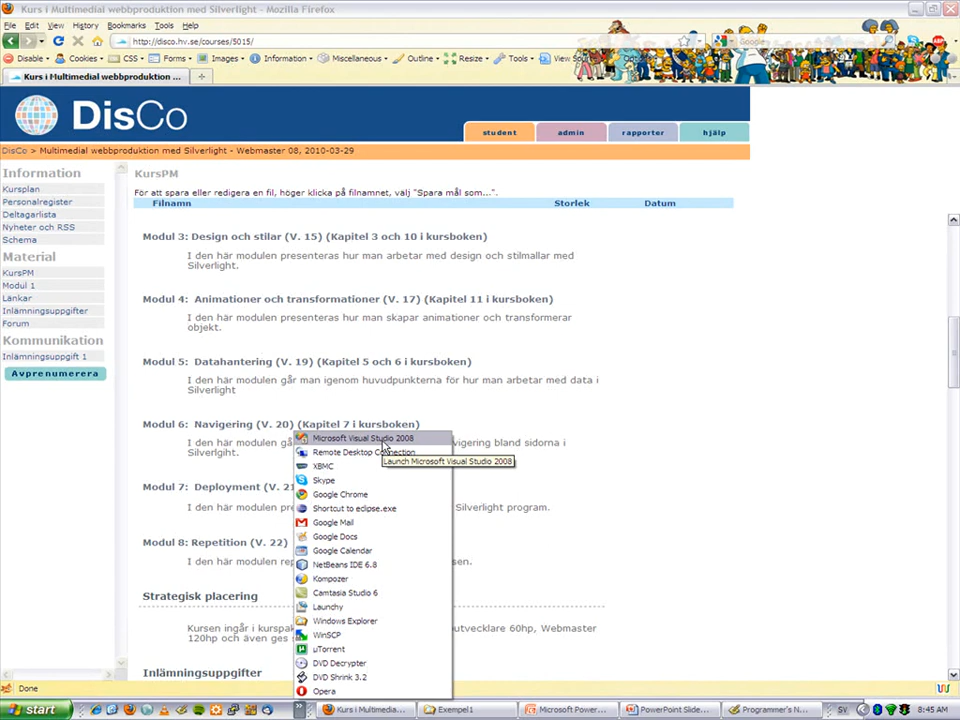 Kurs i Multimedial webbproduktion med Silverlight - Mozilla Firefox
File Edit View History Bookmarks Tools Help
http://disco.hv.se/courses/5015/
Google
Disable Cookies CSS Forms Images Information Miscellaneous Outline Resize Tools View Sou
Kurs i Multimedial webbproduktion ...
DisCo
student admin rapporter hjälp
DisCo > Multimedial webbproduktion med Silverlight - Webmaster 08, 2010-03-29
Information
Kursplan
Personalregister
Deltagarlista
Nyheter och RSS
Schema
Material
KursPM
Modul 1
Länkar
Inlämningsuppgifter
Forum
Kommunikation
Inlämningsuppgift 1
Avprenumerera
KursPM
För att spara eller redigera en fil, höger klicka på filnamnet, välj "Spara mål som...".
Filnamn Storlek Datum
Modul 3: Design och stilar (V. 15) (Kapitel 3 och 10 i kursboken)
I den här modulen presenteras hur man arbetar med design och stilmallar med
Silverlight.
Modul 4: Animationer och transformationer (V. 17) (Kapitel 11 i kursboken)
I den här modulen presenteras hur man skapar animationer och transformerar
objekt.
Modul 5: Datahantering (V. 19) (Kapitel 5 och 6 i kursboken)
I den här modulen går man igenom huvudpunkterna för hur man arbetar med data i
Silverlight
Modul 6: Navigering (V. 20) (Kapitel 7 i kursboken)
I den här modulen gå vigering bland sidorna i
Silverlight.
Modul 7: Deployment (V. 21
I den här modulen pre Silverlight program.
Modul 8: Repetition (V. 22)
I den här modulen rep sen.
Strategisk placering
Kursen ingår i kurspak utvecklare 60hp, Webmaster
120hp och även ges s
Inlämningsuppgifter
Microsoft Visual Studio 2008
Remote Desktop Connection
Launch Microsoft Visual Studio 2008
XBMC
Skype
Google Chrome
Shortcut to eclipse.exe
Google Mail
Google Docs
Google Calendar
NetBeans IDE 6.8
Kompozer
Camtasia Studio 6
Launchy
Windows Explorer
WinSCP
uTorrent
DVD Decrypter
DVD Shrink 3.2
Opera
Done
start
Kurs i Multimedia... Exempel1 Microsoft Power... PowerPoint Slide... Programmer's N... SV 8:45 AM